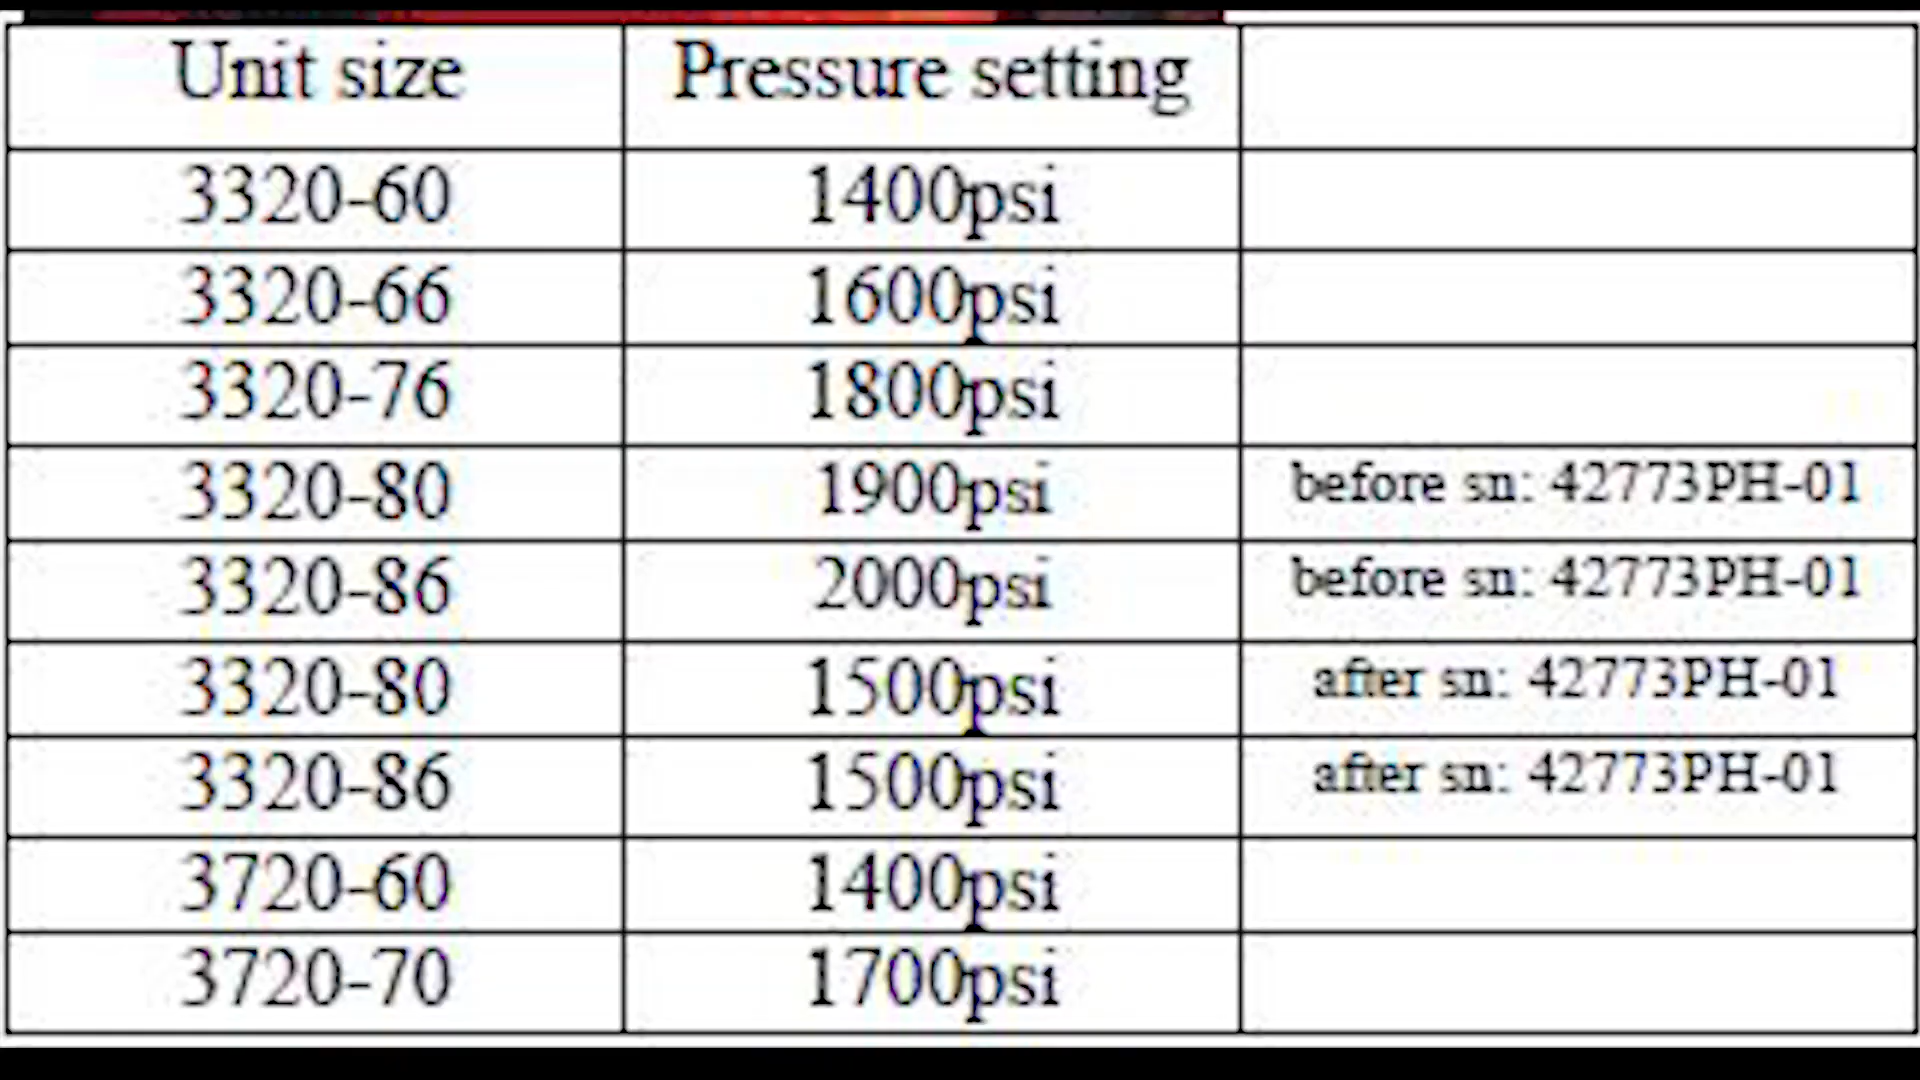 Unit size Pressure setting
3320-60 1400psi
3320-66 1600psi
3320-76 1800psi
3320-80 1900psi before sn: 42773PH-01
3320-86 2000psi before sn: 42773PH-01
3320-80 1500psi after sn: 42773PH-01
3320-86 1500psi after sn: 42773PH-01
3720-60 1400psi
3720-70 1700psi